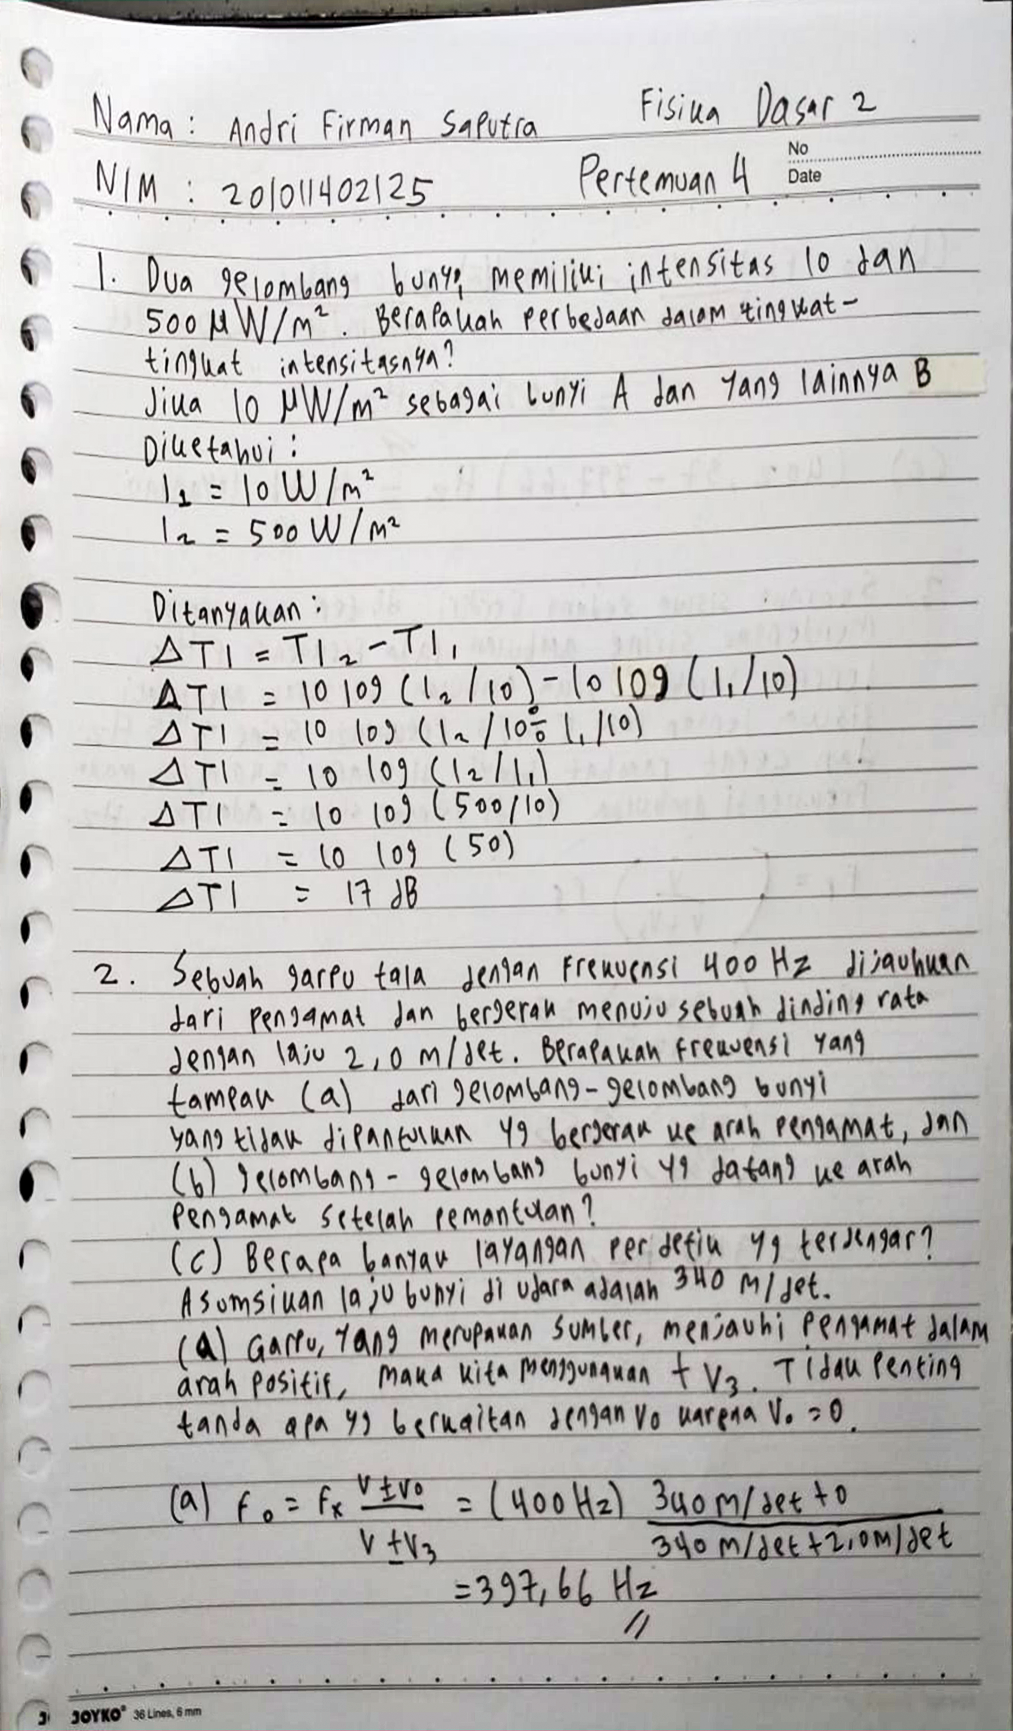 Nama : Andri Firman Saputra
Fisika Dasar 2
NIM : 201011402125
Pertemuan 4
No
Date
1. Dua gelombang bunyi memiliki intensitas 10 dan
500 μW/m². Berapakah perbedaan dalam tingkat-
tingkat intensitasnya?
Jika 10 μW/m² sebagai bunyi A dan yang lainnya B
Diketahui :
I₁ = 10 W/m²
I₂ = 500 W/m²
Ditanyakan :
ΔTI = TI₂ - TI₁
ΔTI = 10 log (I₂/10) - 10 log (I₁/10)
ΔTI = 10 log (I₂/10 ÷ I₁/10)
ΔTI = 10 log (I₂/I₁)
ΔTI = 10 log (500/10)
ΔTI = 10 log (50)
ΔTI = 17 dB
2. Sebuah garpu tala dengan Frekuensi 400 Hz dijauhkan
dari pengamat dan bergerak menuju sebuah dinding rata
dengan laju 2,0 m/det. Berapakah frekuensi yang
tampak (a) dari gelombang-gelombang bunyi
yang tidak dipantulkan yg bergerak ke arah pengamat, dan
(b) gelombang-gelombang bunyi yg datang ke arah
pengamat setelah pemantulan?
(c) Berapa banyak layangan per detik yg terdengar?
Asumsikan laju bunyi di udara adalah 340 m/det.
(a) Garpu, yang merupakan sumber, menjauhi pengamat dalam
arah positif, maka kita menggunakan + V₃. Tidak penting
tanda apa yg berkaitan dengan Vo karena Vo = 0.
(a) Fo = Fx (V ± Vo)/(V ± V₃) = (400 Hz) (340 m/det + 0)/(340 m/det + 2,0 m/det)
= 397,66 Hz //
JOYKO® 36 Lines, 6 mm